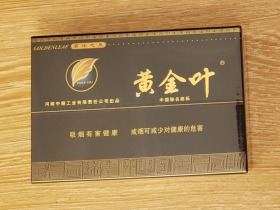 GOLDENLEAF
黄金叶
河南中烟工业有限责任公司出品
中国驰名商标
吸烟有害健康 戒烟可减少对健康的危害